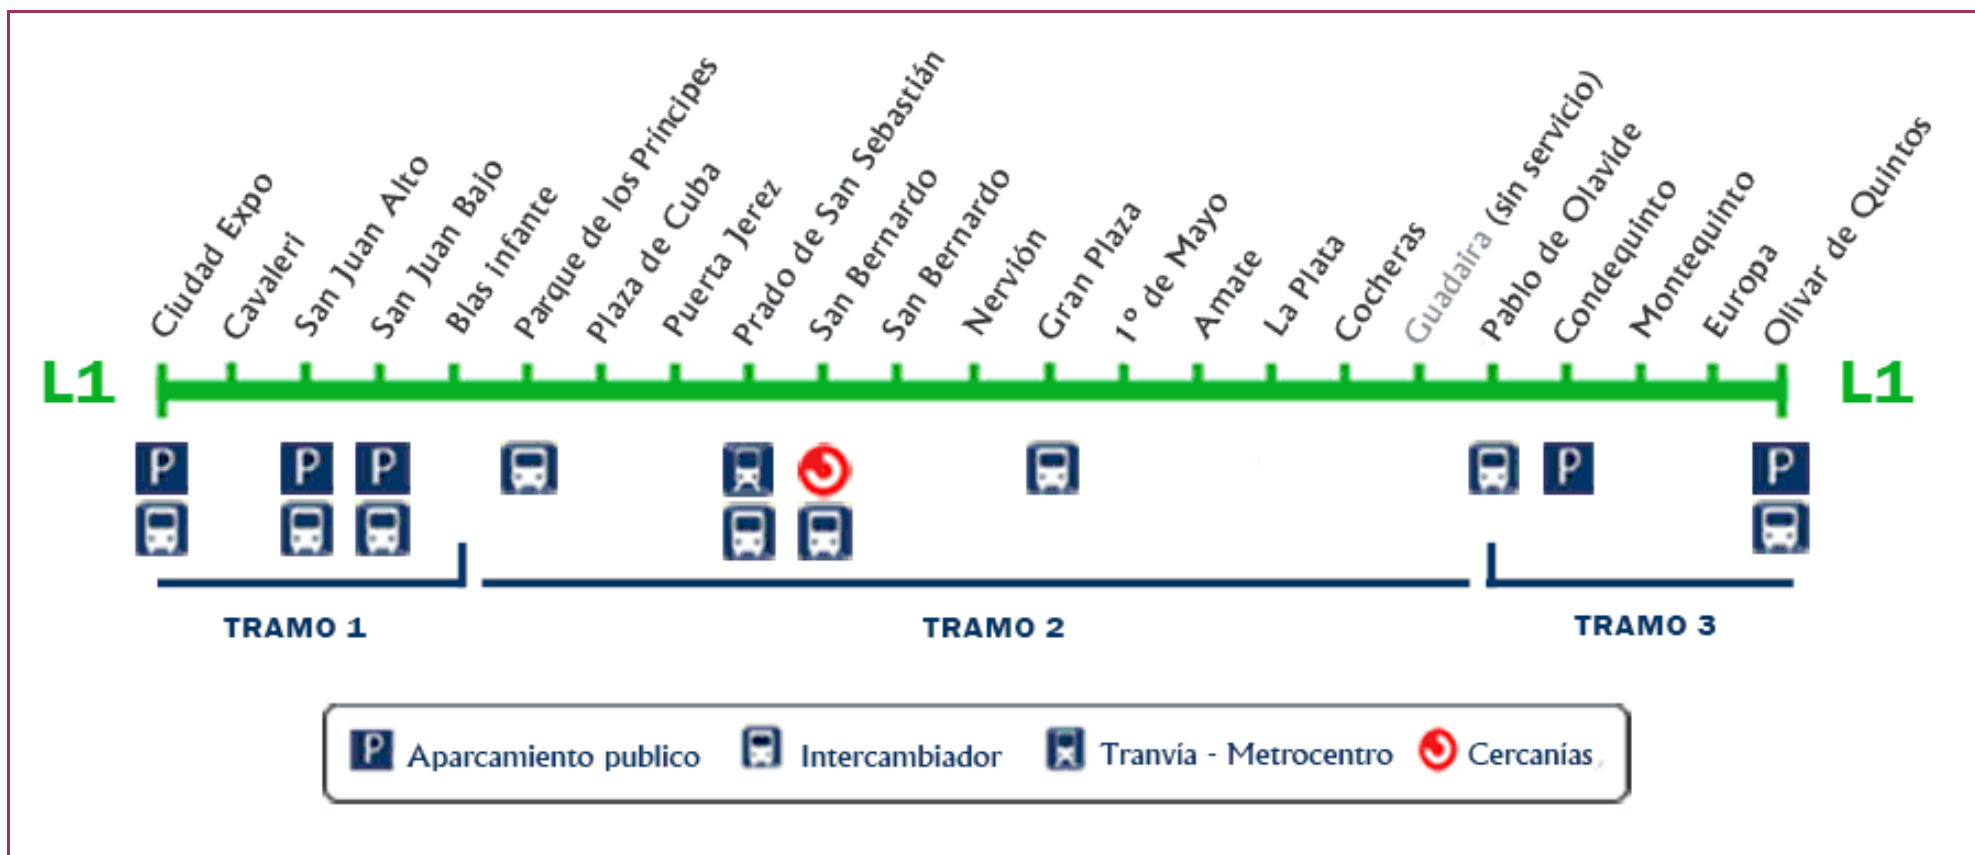 Ciudad Expo
Cavaleri
San Juan Alto
San Juan Bajo
Blas infante
Parque de los Príncipes
Plaza de Cuba
Puerta Jerez
Prado de San Sebastián
San Bernardo
San Bernardo
Nervión
Gran Plaza
1º de Mayo
Amate
La Plata
Cocheras
Guadaira (sin servicio)
Pablo de Olavide
Condequinto
Montequinto
Europa
Olivar de Quintos
L1
L1
P
P
P
P
P
TRAMO 1
TRAMO 2
TRAMO 3
P Aparcamiento publico
Intercambiador
Tranvía - Metrocentro
Cercanías